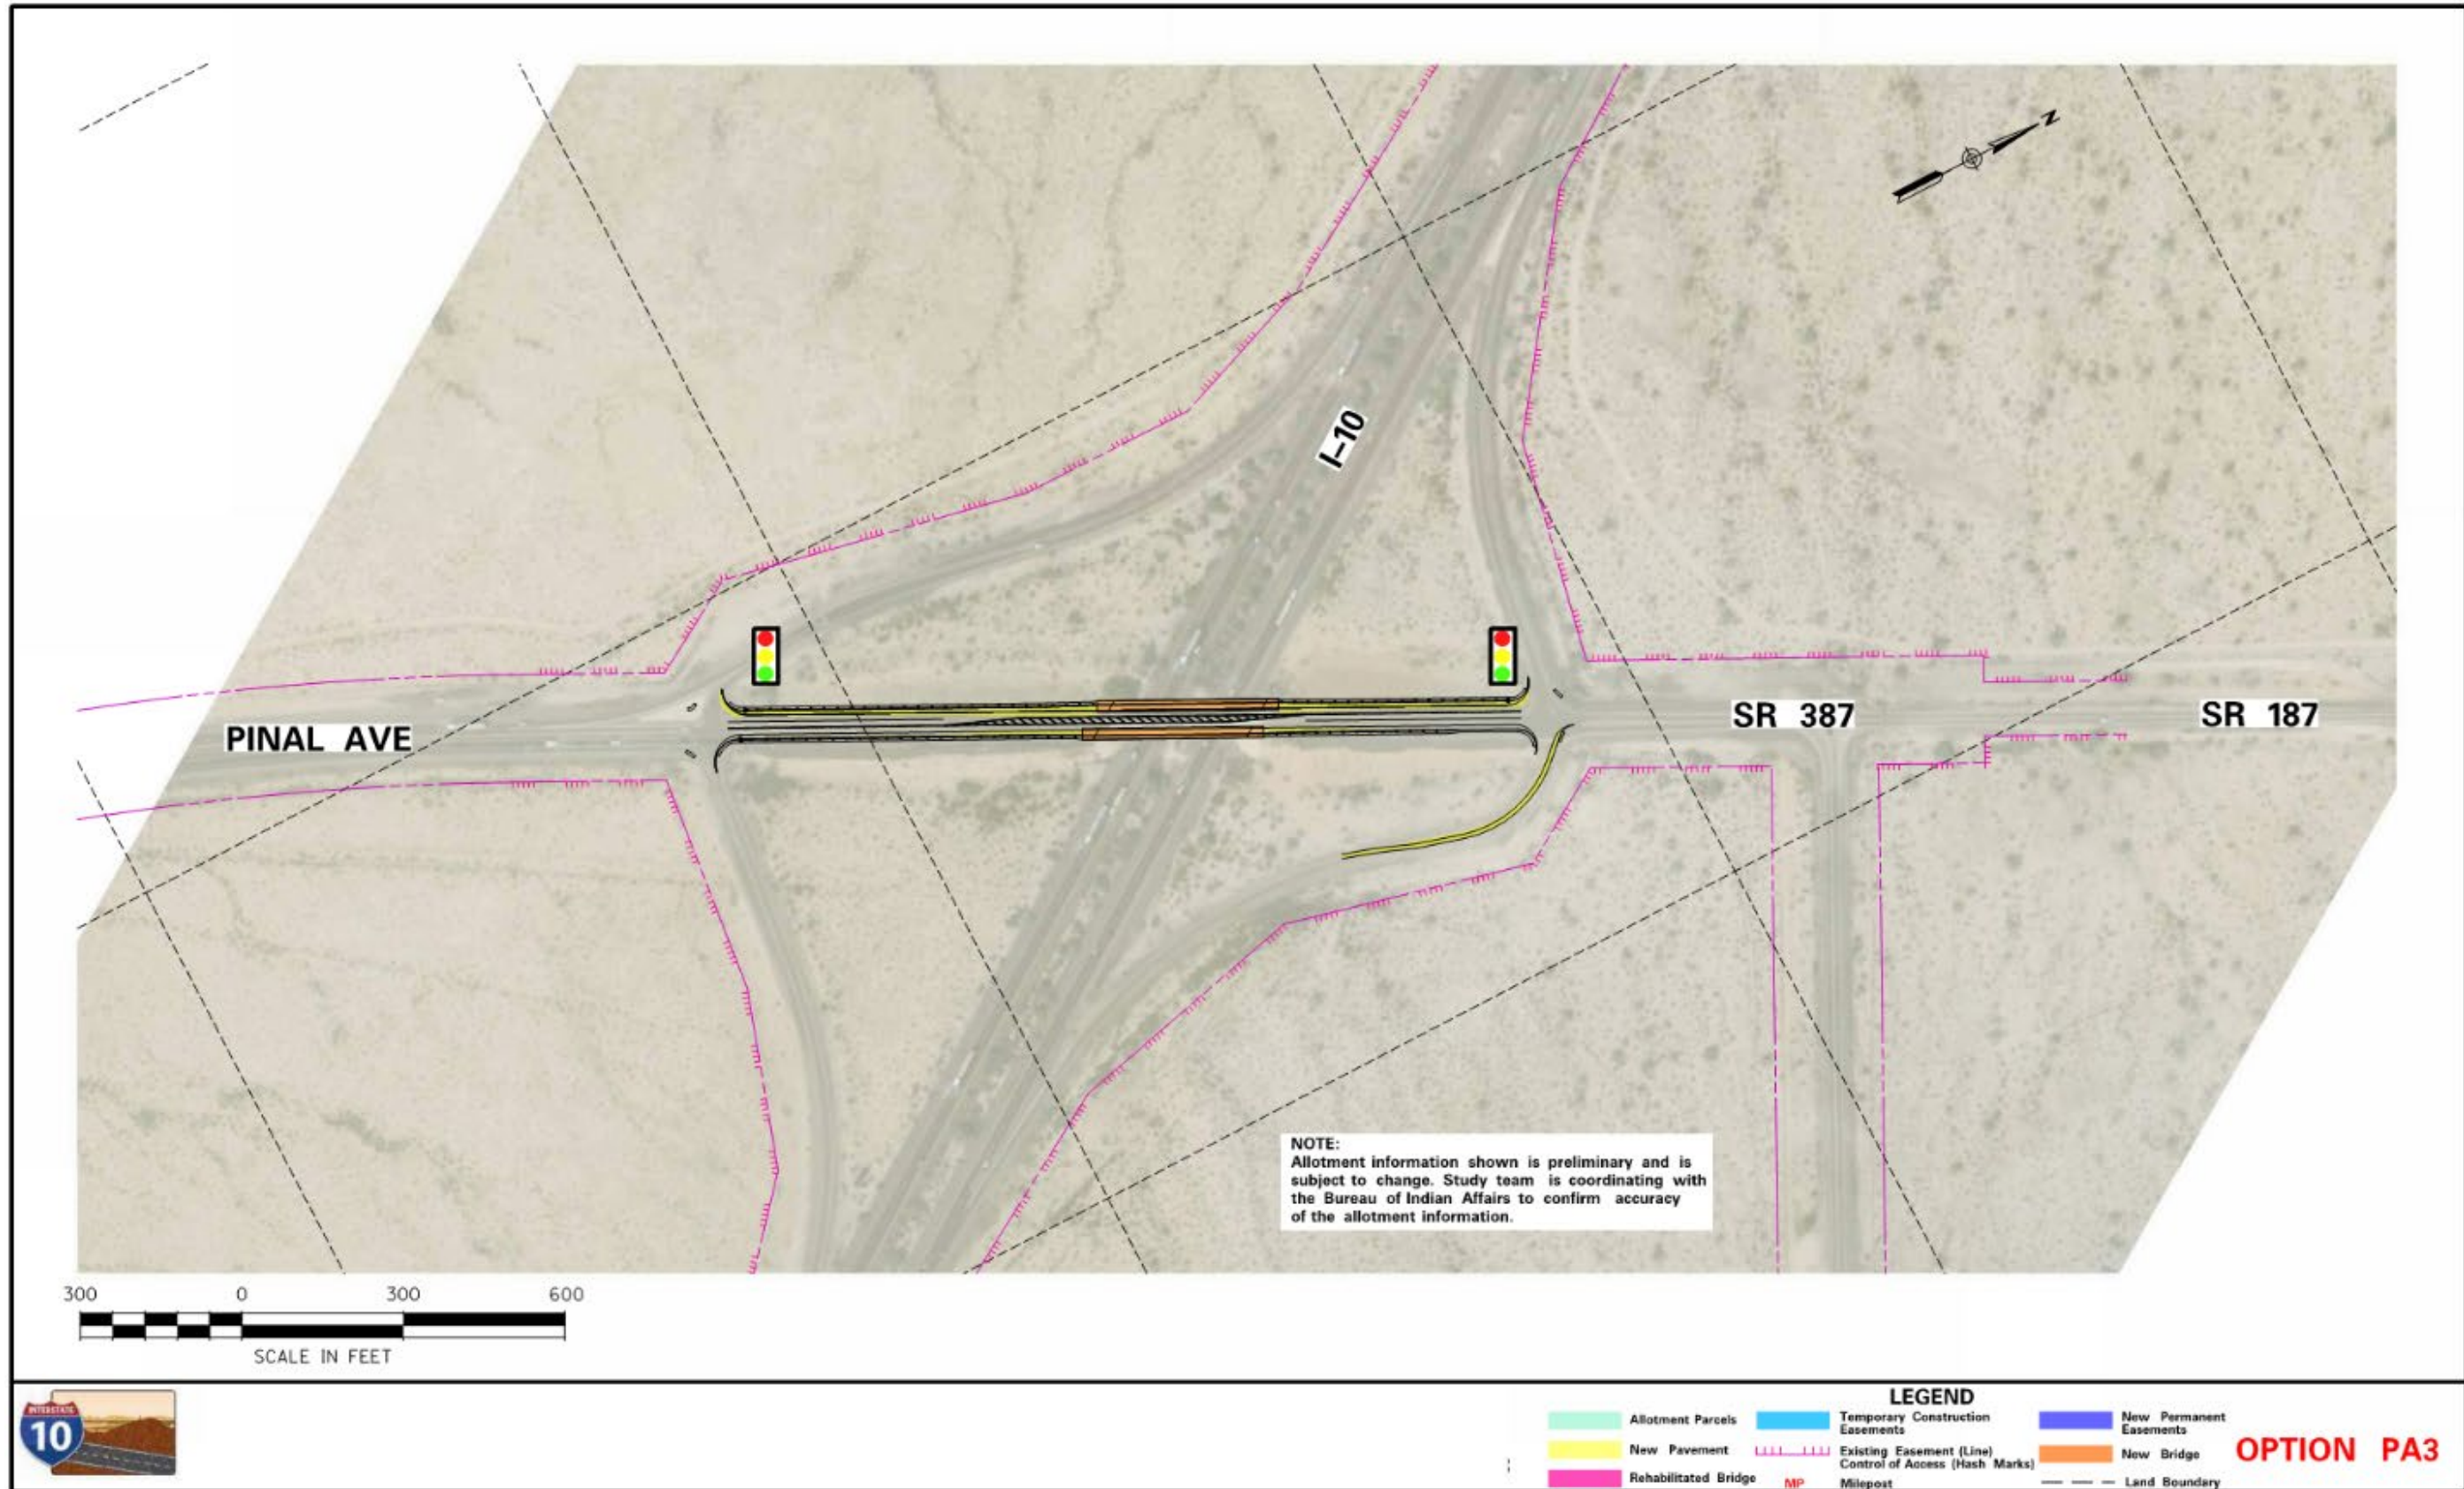 N
I-10
PINAL AVE
SR 387
SR 187
NOTE:
Allotment information shown is preliminary and is
subject to change. Study team is coordinating with
the Bureau of Indian Affairs to confirm accuracy
of the allotment information.
300 0 300 600
SCALE IN FEET
INTERSTATE
10
LEGEND
Allotment Parcels
New Pavement
Rehabilitated Bridge
Temporary Construction
Easements
Existing Easement (Line)
Control of Access (Hash Marks)
MP Milepost
New Permanent
Easements
New Bridge
Land Boundary
OPTION PA3